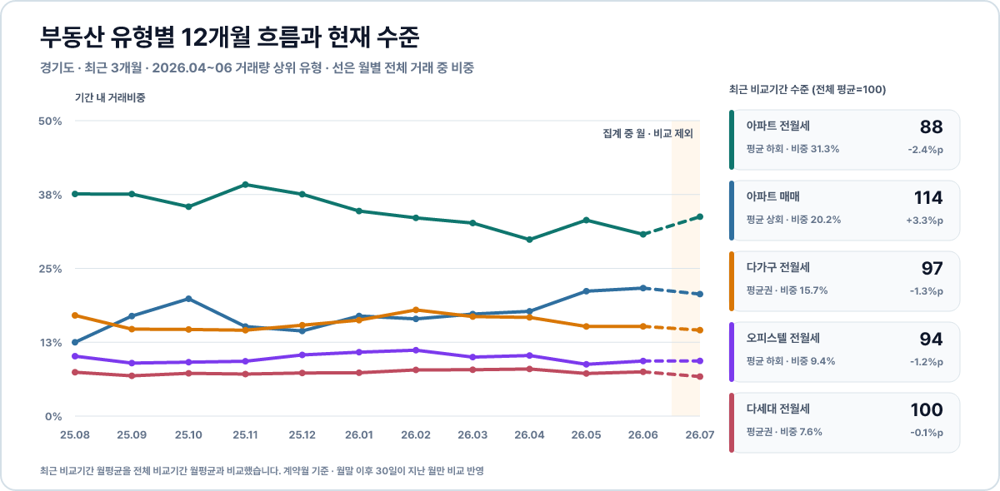 부동산 유형별 12개월 흐름과 현재 수준
경기도 · 최근 3개월 · 2026.04~06 거래량 상위 유형 · 선은 월별 전체 거래 중 비중
기간 내 거래비중
50%
38%
25%
13%
0%
집계 중 월 · 비교 제외
25.08 25.09 25.10 25.11 25.12 26.01 26.02 26.03 26.04 26.05 26.06 26.07
최근 비교기간 수준 (전체 평균=100)
아파트 전월세 88
평균 하회 · 비중 31.3% -2.4%p
아파트 매매 114
평균 상회 · 비중 20.2% +3.3%p
다가구 전월세 97
평균권 · 비중 15.7% -1.3%p
오피스텔 전월세 94
평균 하회 · 비중 9.4% -1.2%p
다세대 전월세 100
평균권 · 비중 7.6% -0.1%p
최근 비교기간 월평균을 전체 비교기간 월평균과 비교했습니다. 계약월 기준 · 월말 이후 30일이 지난 월만 비교 반영